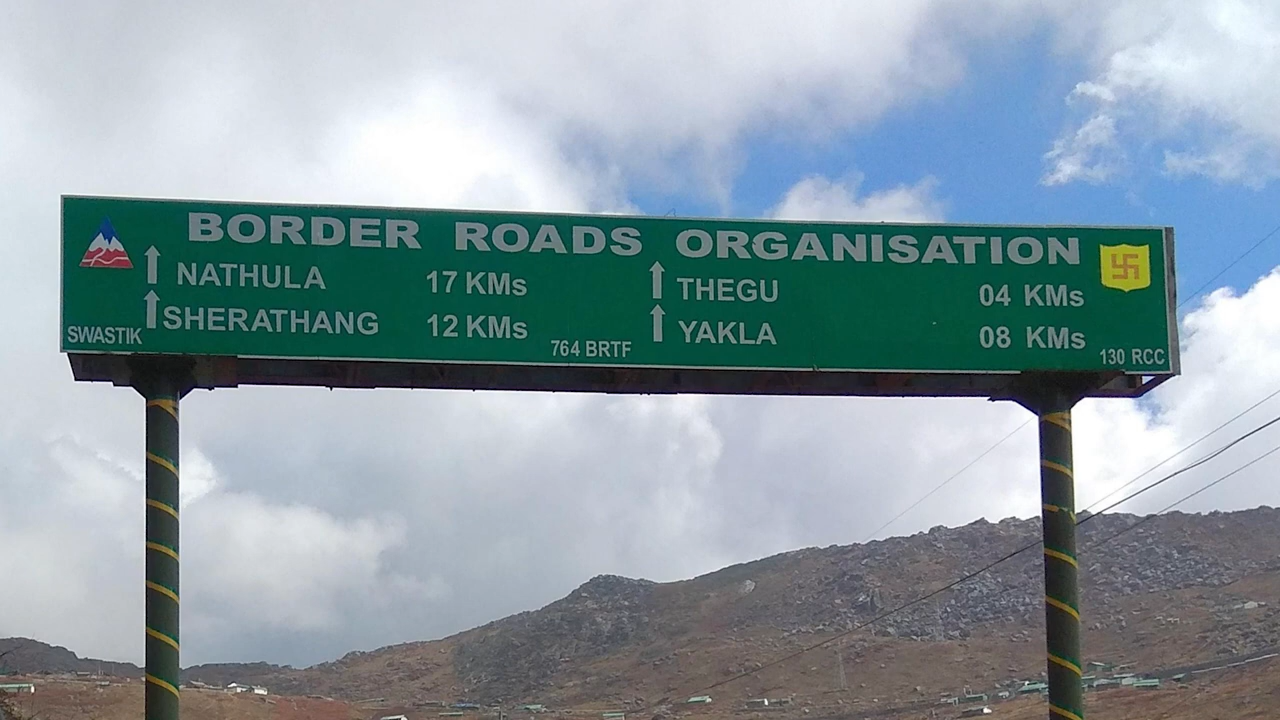 BORDER ROADS ORGANISATION
NATHULA 17 KMs THEGU 04 KMs
SHERATHANG 12 KMs YAKLA 08 KMs
SWASTIK 764 BRTF 130 RCC